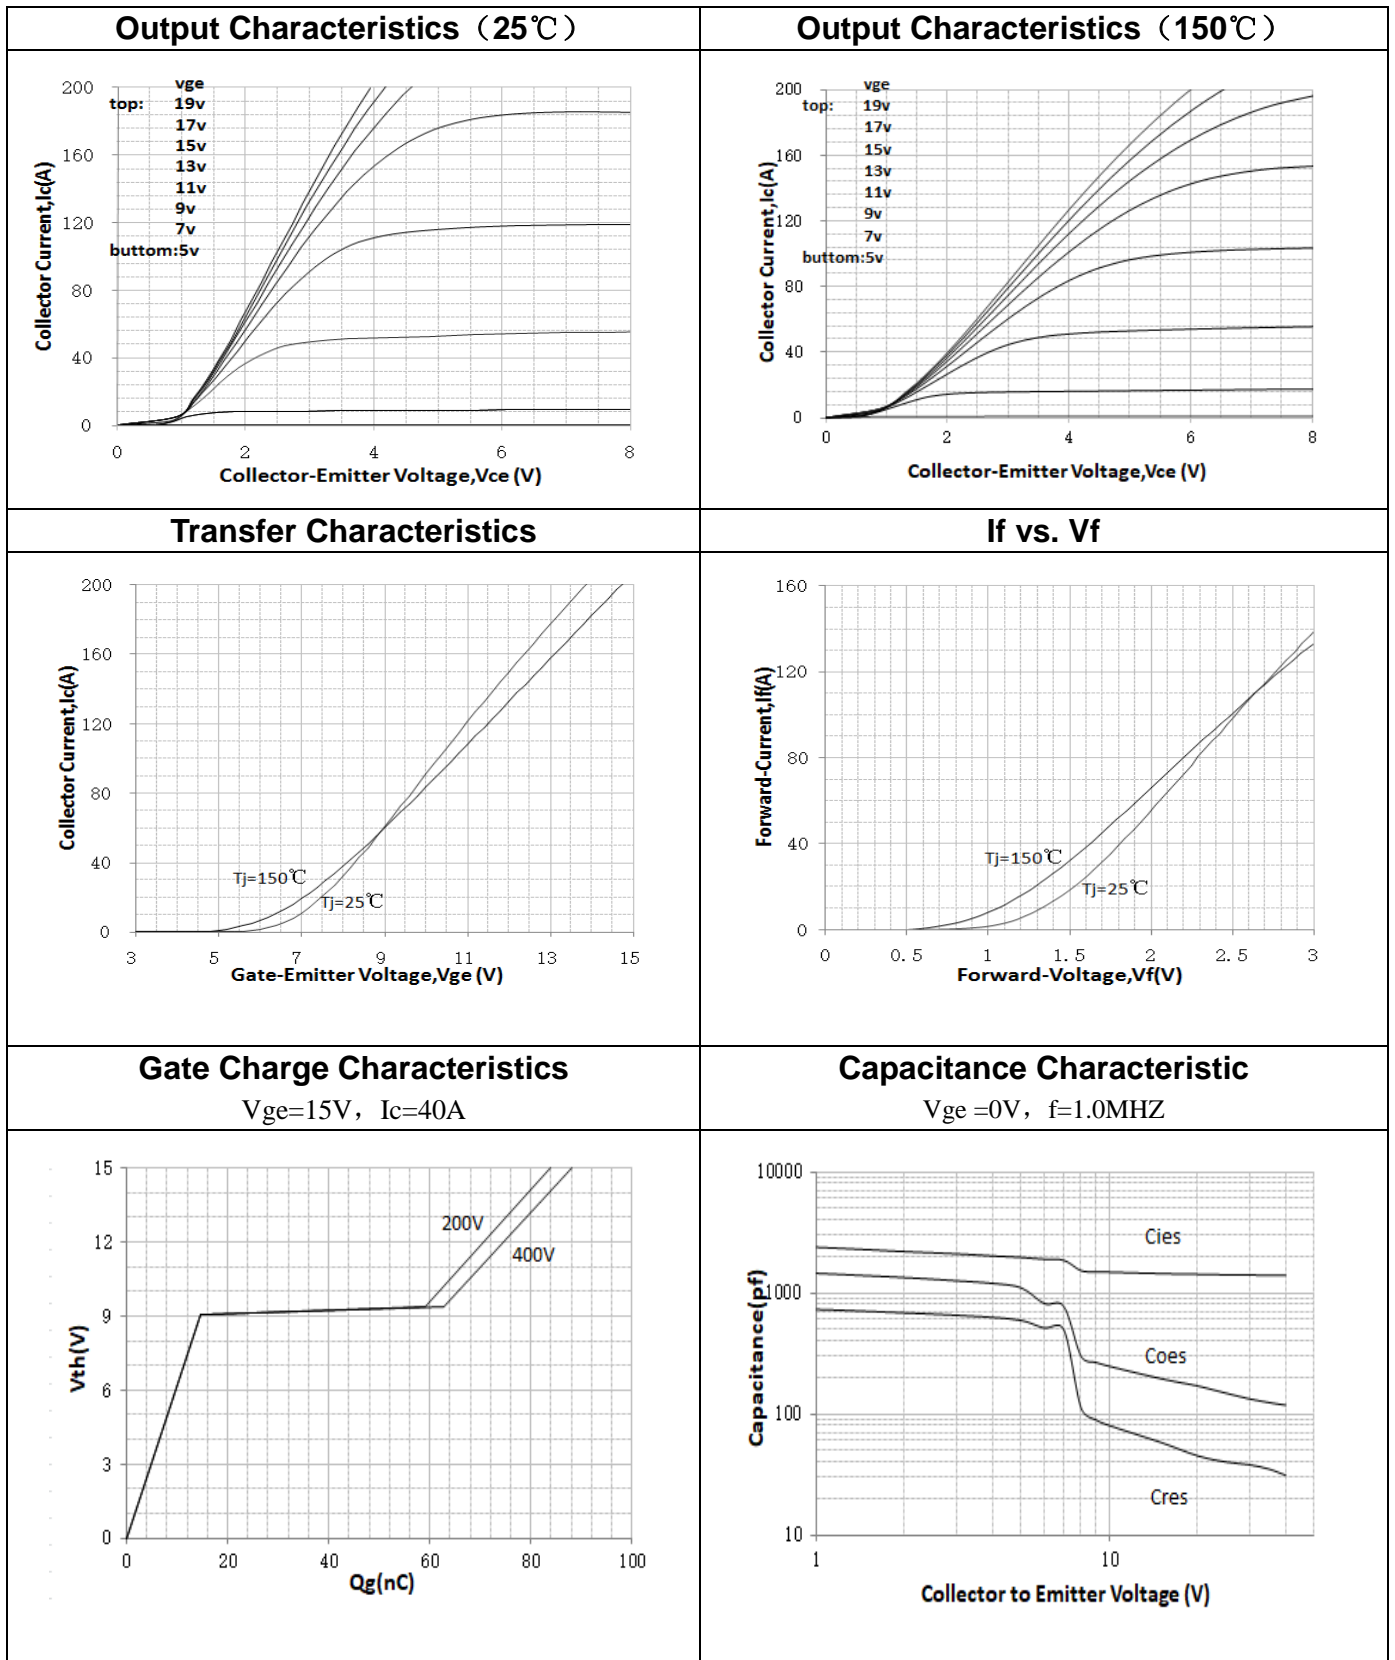 Output Characteristics（25℃）
vge
top: 19v
17v
15v
13v
11v
9v
7v
buttom:5v
200
160
120
80
40
0
0 2 4 6 8
Collector Current,Ic(A)
Collector-Emitter Voltage,Vce (V)
Output Characteristics（150℃）
vge
top: 19v
17v
15v
13v
11v
9v
7v
buttom:5v
200
160
120
80
40
0
0 2 4 6 8
Collector Current,Ic(A)
Collector-Emitter Voltage,Vce (V)
Transfer Characteristics
200
160
120
80
40
0
Tj=150℃
Tj=25℃
3 5 7 9 11 13 15
Collector Current,Ic(A)
Gate-Emitter Voltage,Vge (V)
If vs. Vf
160
120
80
40
0
Tj=150℃
Tj=25℃
0 0.5 1 1.5 2 2.5 3
Forward-Current,If(A)
Forward-Voltage,Vf(V)
Gate Charge Characteristics
Vge=15V，Ic=40A
15
12
9
6
3
0
200V
400V
0 20 40 60 80 100
Vth(V)
Qg(nC)
Capacitance Characteristic
Vge =0V，f=1.0MHZ
10000
1000
100
10
Cies
Coes
Cres
1 10
Capacitance(pf)
Collector to Emitter Voltage (V)